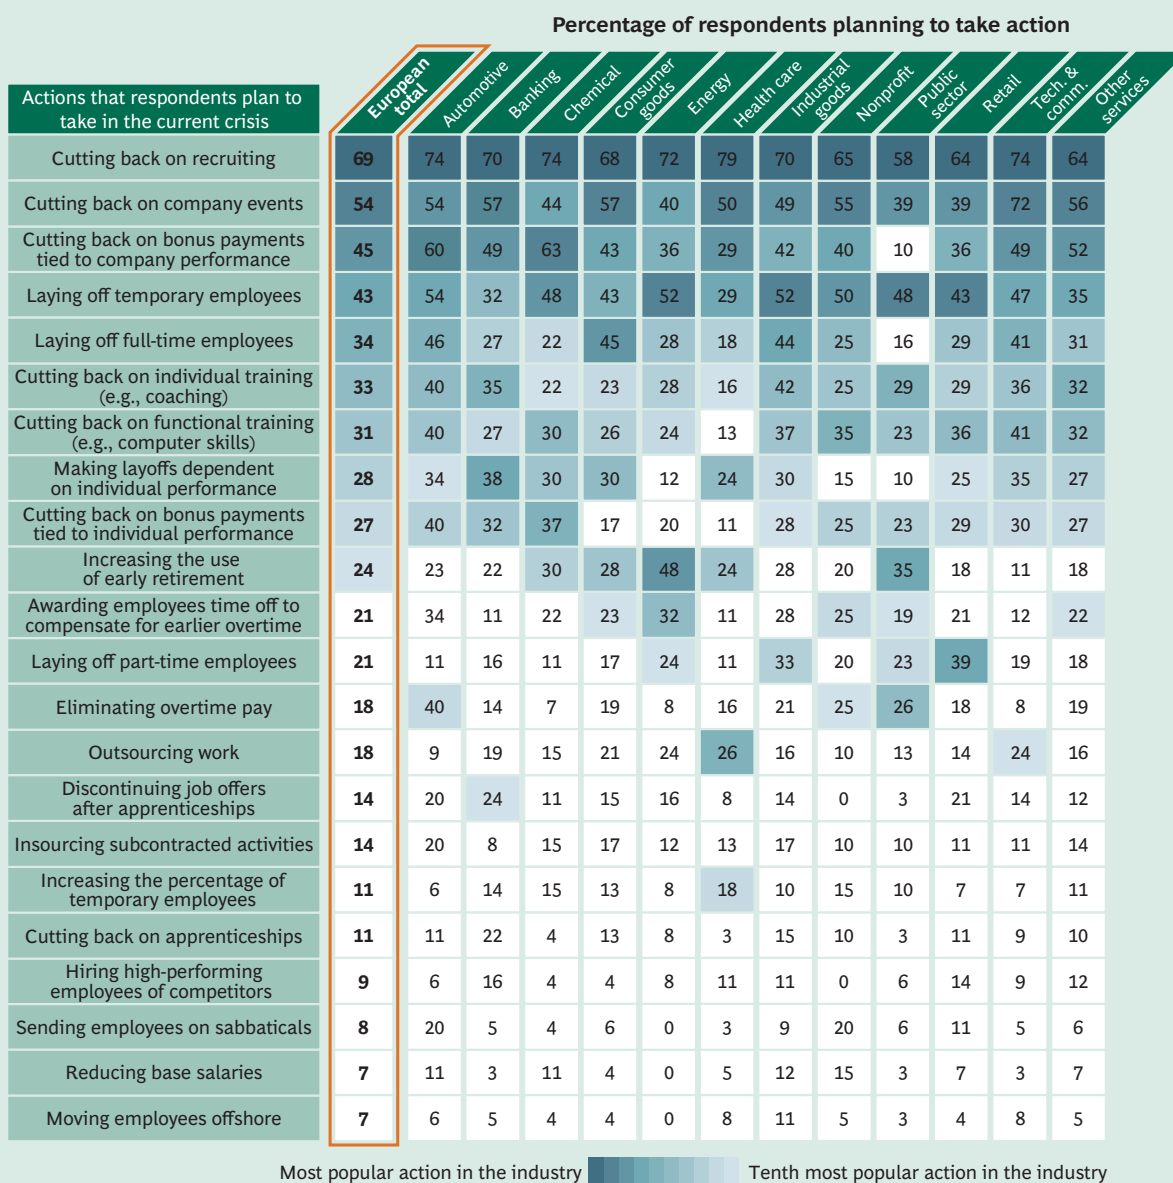 Percentage of respondents planning to take action
Actions that respondents plan to
take in the current crisis
European
total
Automotive
Banking
Chemical
Consumer
goods
Energy
Health care
Industrial
goods
Nonprofit
Public
sector
Retail
Tech. &
comm.
Other
services
Cutting back on recruiting 69 74 70 74 68 72 79 70 65 58 64 74 64
Cutting back on company events 54 54 57 44 57 40 50 49 55 39 39 72 56
Cutting back on bonus payments
tied to company performance 45 60 49 63 43 36 29 42 40 10 36 49 52
Laying off temporary employees 43 54 32 48 43 52 29 52 50 48 43 47 35
Laying off full-time employees 34 46 27 22 45 28 18 44 25 16 29 41 31
Cutting back on individual training
(e.g., coaching) 33 40 35 22 23 28 16 42 25 29 29 36 32
Cutting back on functional training
(e.g., computer skills) 31 40 27 30 26 24 13 37 35 23 36 41 32
Making layoffs dependent
on individual performance 28 34 38 30 30 12 24 30 15 10 25 35 27
Cutting back on bonus payments
tied to individual performance 27 40 32 37 17 20 11 28 25 23 29 30 27
Increasing the use
of early retirement 24 23 22 30 28 48 24 28 20 35 18 11 18
Awarding employees time off to
compensate for earlier overtime 21 34 11 22 23 32 11 28 25 19 21 12 22
Laying off part-time employees 21 11 16 11 17 24 11 33 20 23 39 19 18
Eliminating overtime pay 18 40 14 7 19 8 16 21 25 26 18 8 19
Outsourcing work 18 9 19 15 21 24 26 16 10 13 14 24 16
Discontinuing job offers
after apprenticeships 14 20 24 11 15 16 8 14 0 3 21 14 12
Insourcing subcontracted activities 14 20 8 15 17 12 13 17 10 10 11 11 14
Increasing the percentage of
temporary employees 11 6 14 15 13 8 18 10 15 10 7 7 11
Cutting back on apprenticeships 11 11 22 4 13 8 3 15 10 3 11 9 10
Hiring high-performing
employees of competitors 9 6 16 4 4 8 11 11 0 6 14 9 12
Sending employees on sabbaticals 8 20 5 4 6 0 3 9 20 6 11 5 6
Reducing base salaries 7 11 3 11 4 0 5 12 15 3 7 3 7
Moving employees offshore 7 6 5 4 4 0 8 11 5 3 4 8 5
Most popular action in the industry Tenth most popular action in the industry